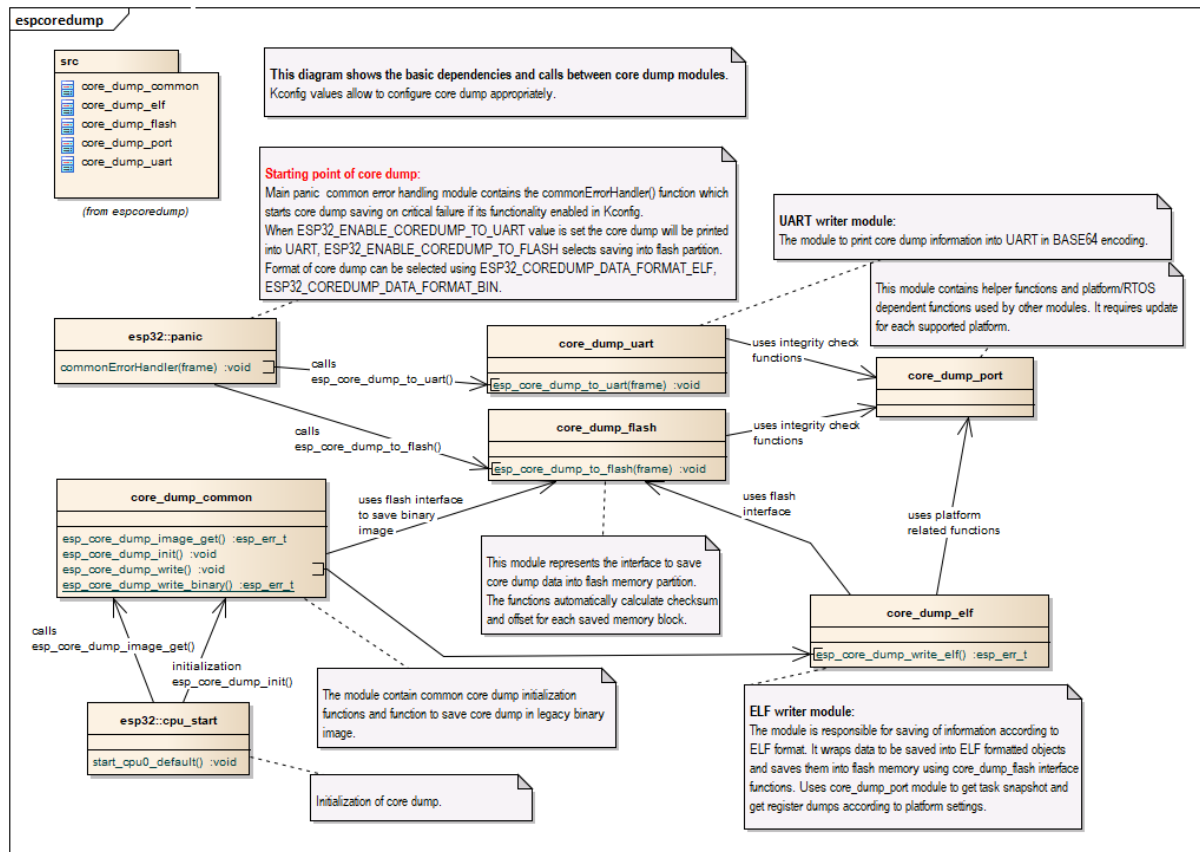 espcoredump
src
core_dump_common
core_dump_elf
core_dump_flash
core_dump_port
core_dump_uart
(from espcoredump)
This diagram shows the basic dependencies and calls between core dump modules.
Kconfig values allow to configure core dump appropriately.
Starting point of core dump:
Main panic common error handling module contains the commonErrorHandler() function which
starts core dump saving on critical failure if its functionality enabled in Kconfig.
When ESP32_ENABLE_COREDUMP_TO_UART value is set the core dump will be printed
into UART, ESP32_ENABLE_COREDUMP_TO_FLASH selects saving into flash partition.
Format of core dump can be selected using ESP32_COREDUMP_DATA_FORMAT_ELF,
ESP32_COREDUMP_DATA_FORMAT_BIN.
UART writer module:
The module to print core dump information into UART in BASE64 encoding.
This module contains helper functions and platform/RTOS
dependent functions used by other modules. It requires update
for each supported platform.
esp32::panic
commonErrorHandler(frame) :void
calls
esp_core_dump_to_uart()
core_dump_uart
esp_core_dump_to_uart(frame) :void
uses integrity check
functions
core_dump_port
calls
esp_core_dump_to_flash()
core_dump_flash
esp_core_dump_to_flash(frame) :void
uses integrity check
functions
core_dump_common
esp_core_dump_image_get() :esp_err_t
esp_core_dump_init() :void
esp_core_dump_write() :void
esp_core_dump_write_binary() :esp_err_t
uses flash interface
to save binary
image
uses flash
interface
uses platform
related functions
This module represents the interface to save
core dump data into flash memory partition.
The functions automatically calculate checksum
and offset for each saved memory block.
core_dump_elf
esp_core_dump_write_elf() :esp_err_t
calls
esp_core_dump_image_get()
initialization
esp_core_dump_init()
The module contain common core dump initialization
functions and function to save core dump in legacy binary
image.
esp32::cpu_start
start_cpu0_default() :void
Initialization of core dump.
ELF writer module:
The module is responsible for saving of information according to
ELF format. It wraps data to be saved into ELF formatted objects
and saves them into flash memory using core_dump_flash interface
functions. Uses core_dump_port module to get task snapshot and
get register dumps according to platform settings.